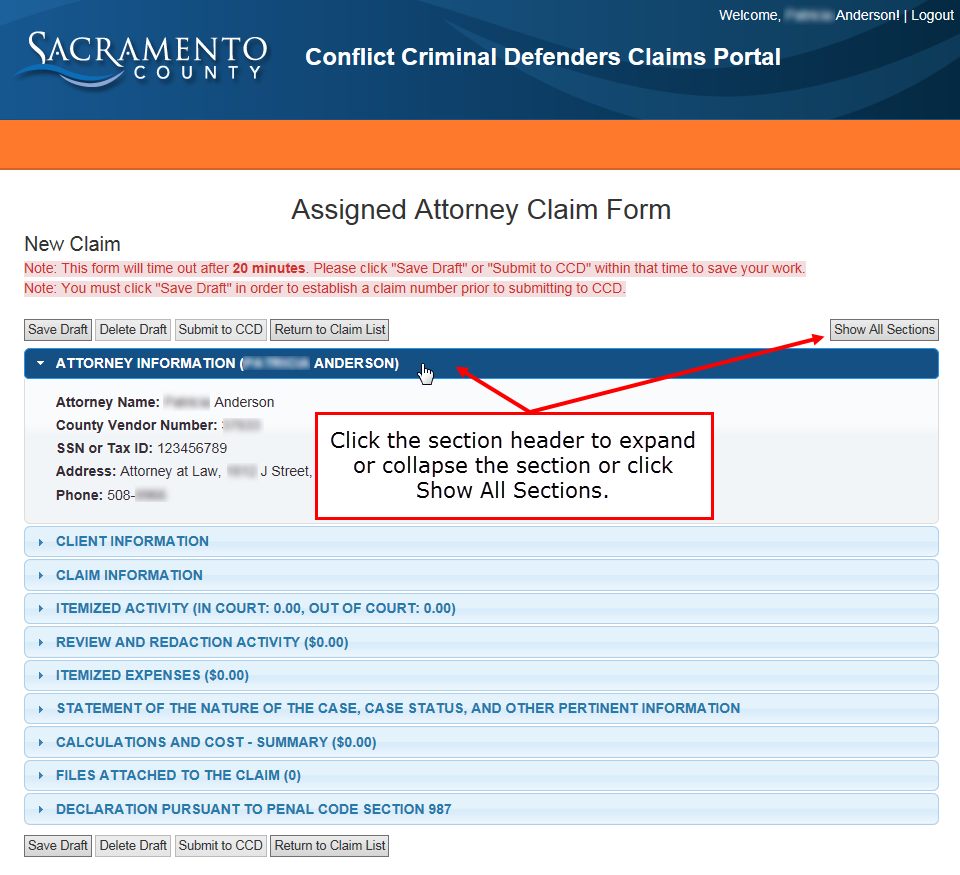 Welcome, Anderson! | Logout
SACRAMENTO
COUNTY
Conflict Criminal Defenders Claims Portal
Assigned Attorney Claim Form
New Claim
Note: This form will time out after 20 minutes. Please click "Save Draft" or "Submit to CCD" within that time to save your work.
Note: You must click "Save Draft" in order to establish a claim number prior to submitting to CCD.
Save Draft Delete Draft Submit to CCD Return to Claim List Show All Sections
ATTORNEY INFORMATION ( ANDERSON)
Attorney Name: Anderson
County Vendor Number:
SSN or Tax ID: 123456789
Address: Attorney at Law, J Street,
Phone: 508-
Click the section header to expand
or collapse the section or click
Show All Sections.
CLIENT INFORMATION
CLAIM INFORMATION
ITEMIZED ACTIVITY (IN COURT: 0.00, OUT OF COURT: 0.00)
REVIEW AND REDACTION ACTIVITY ($0.00)
ITEMIZED EXPENSES ($0.00)
STATEMENT OF THE NATURE OF THE CASE, CASE STATUS, AND OTHER PERTINENT INFORMATION
CALCULATIONS AND COST - SUMMARY ($0.00)
FILES ATTACHED TO THE CLAIM (0)
DECLARATION PURSUANT TO PENAL CODE SECTION 987
Save Draft Delete Draft Submit to CCD Return to Claim List